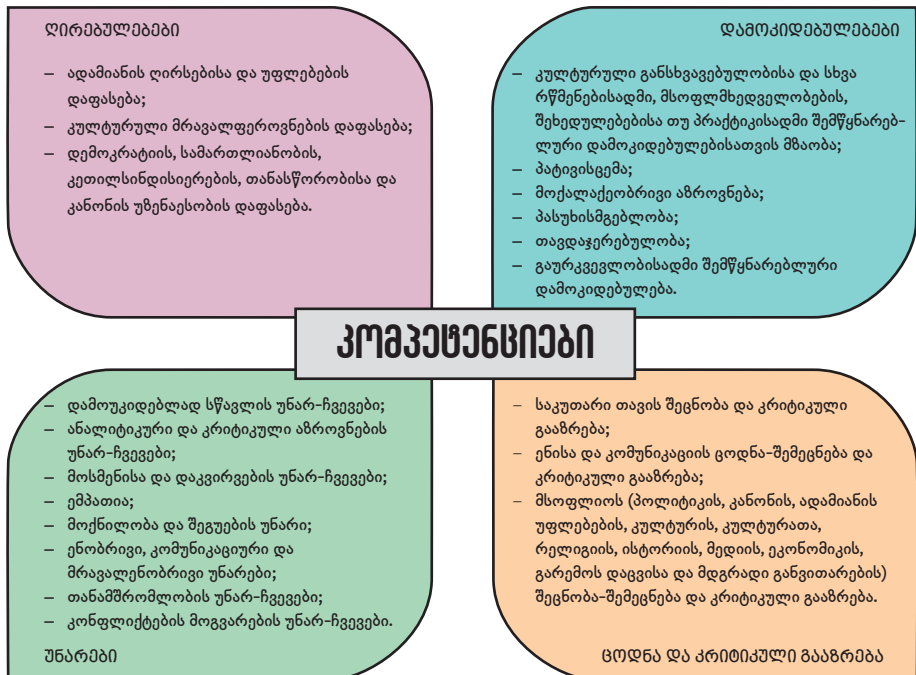 ღირებულებები
– ადამიანის ღირსებისა და უფლებების
დაფასება;
– კულტურული მრავალფეროვნების დაფასება;
– დემოკრატიის, სამართლიანობის,
კეთილსინდისიერების, თანასწორობისა და
კანონის უზენაესობის დაფასება.
დამოკიდებულებები
– კულტურული განსხვავებულობისა და სხვა
რწმენებისადმი, მსოფლმხედველობების,
შეხედულებებისა თუ პრაქტიკისადმი შემწყნარებ-
ლური დამოკიდებულებისათვის მზაობა;
– პატივისცემა;
– მოქალაქეობრივი აზროვნება;
– პასუხისმგებლობა;
– თავდაჯერებულობა;
– გაურკვევლობისადმი შემწყნარებლური
დამოკიდებულება.
კომპეტენციები
– დამოუკიდებლად სწავლის უნარ-ჩვევები;
– ანალიტიკური და კრიტიკული აზროვნების
უნარ-ჩვევები;
– მოსმენისა და დაკვირვების უნარ-ჩვევები;
– ემპათია;
– მოქნილობა და შეგუების უნარი;
– ენობრივი, კომუნიკაციური და
მრავალენობრივი უნარები;
– თანამშრომლობის უნარ-ჩვევები;
– კონფლიქტების მოგვარების უნარ-ჩვევები.
უნარები
– საკუთარი თავის შეცნობა და კრიტიკული
გააზრება;
– ენისა და კომუნიკაციის ცოდნა-შემეცნება და
კრიტიკული გააზრება;
– მსოფლიოს (პოლიტიკის, კანონის, ადამიანის
უფლებების, კულტურის, კულტურათა,
რელიგიის, ისტორიის, მედიის, ეკონომიკის,
გარემოს დაცვისა და მდგრადი განვითარების)
შეცნობა-შემეცნება და კრიტიკული გააზრება.
ცოდნა და კრიტიკული გააზრება